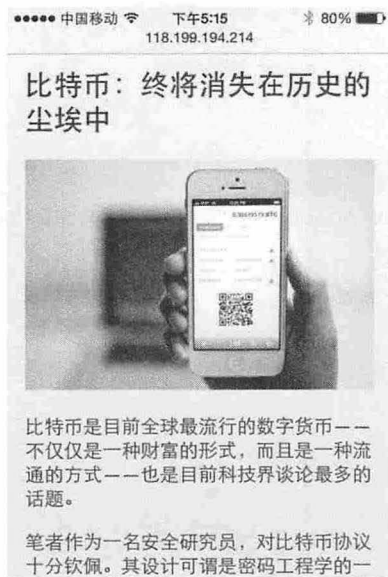 中国移动 下午5:15 80%
118.199.194.214
比特币：终将消失在历史的
尘埃中
比特币是目前全球最流行的数字货币——
不仅仅是一种财富的形式，而且是一种流
通的方式——也是目前科技界谈论最多的
话题。
笔者作为一名安全研究员，对比特币协议
十分钦佩。其设计可谓是密码工程学的一